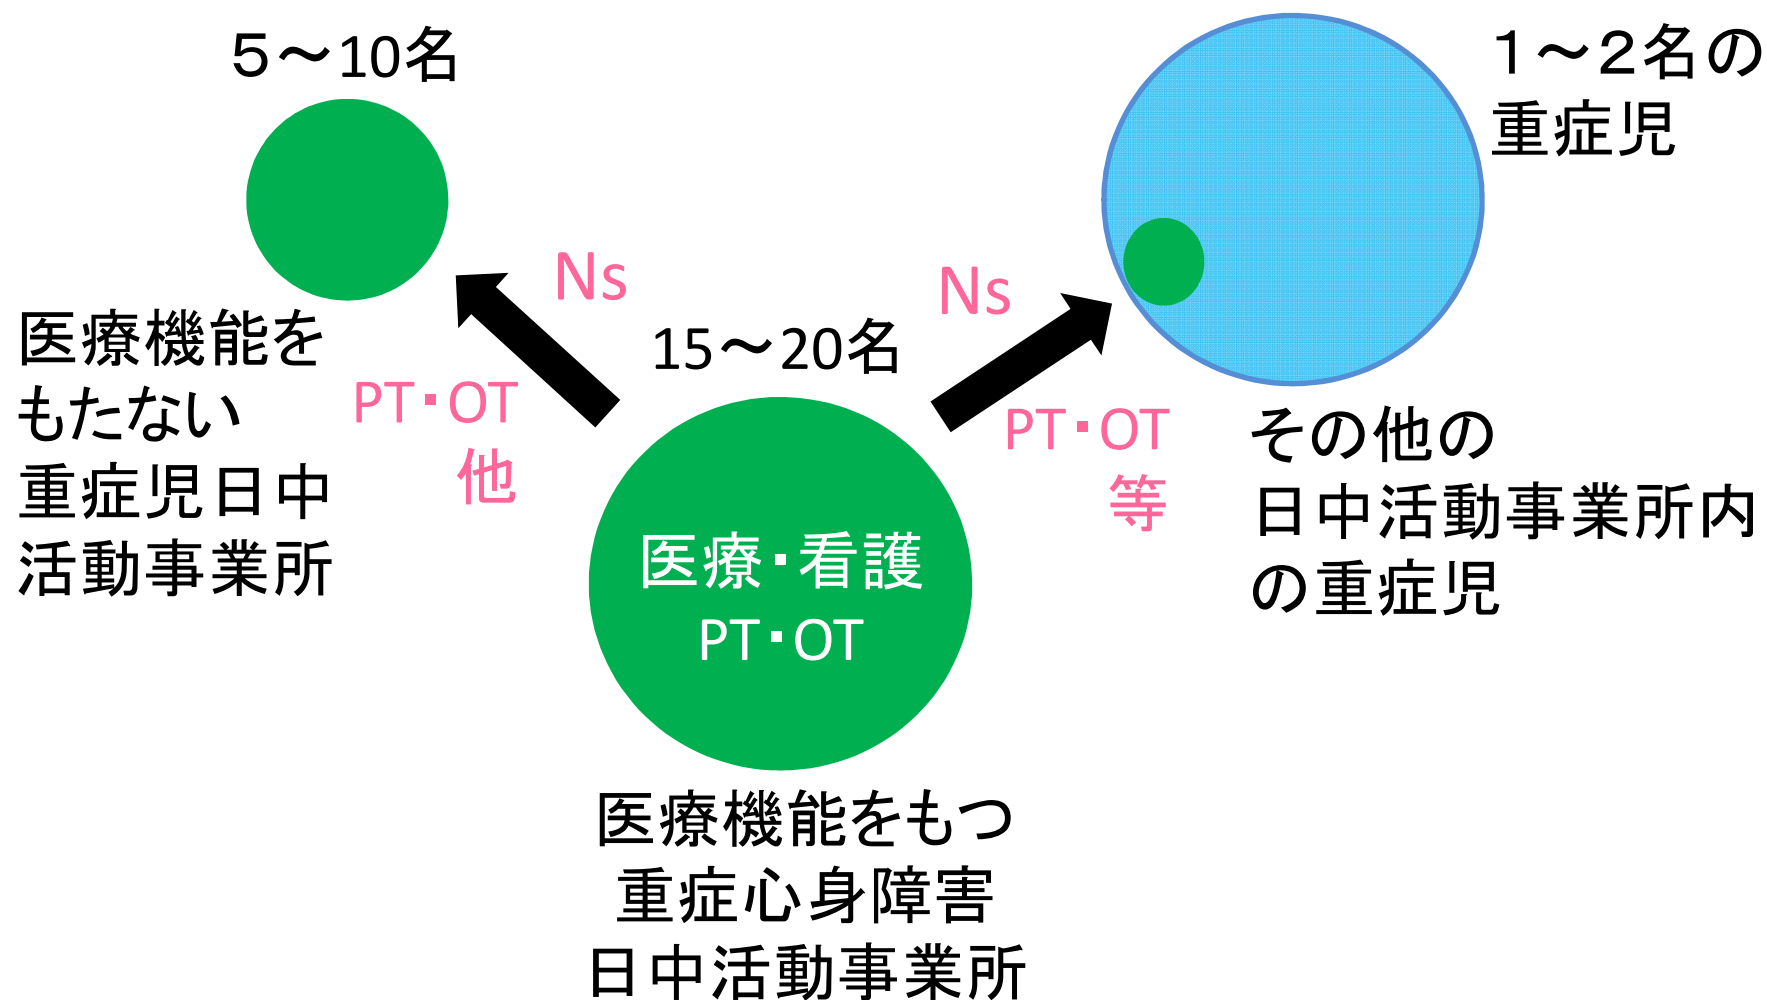 ５～10名
Ns
PT・OT
他
医療機能を
もたない
重症児日中
活動事業所
15～20名
医療・看護
PT・OT
医療機能をもつ
重症心身障害
日中活動事業所
Ns
PT・OT
等
１～２名の
重症児
その他の
日中活動事業所内
の重症児